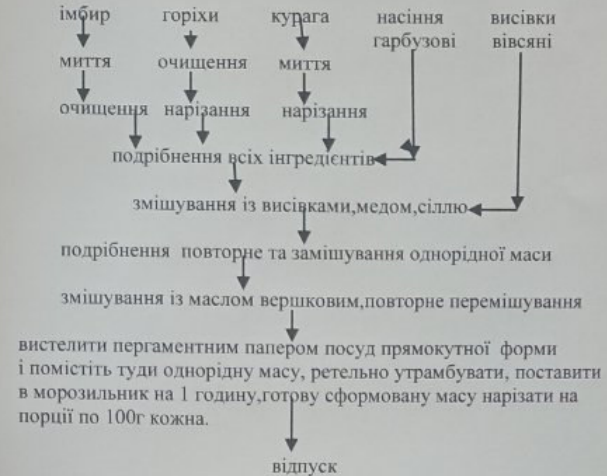 імбир горіхи курага насіння гарбузові висівки вівсяні
миття очищення миття
очищення нарізання нарізання
подрібнення всіх інгредієнтів
змішування із висівками,медом,сіллю
подрібнення повторне та замішування однорідної маси
змішування із маслом вершковим,повторне перемішування
вистелити пергаментним папером посуд прямокутної форми
і помістіть туди однорідну масу, ретельно утрамбувати, поставити
в морозильник на 1 годину,готову сформовану масу нарізати на
порції по 100г кожна.
відпуск